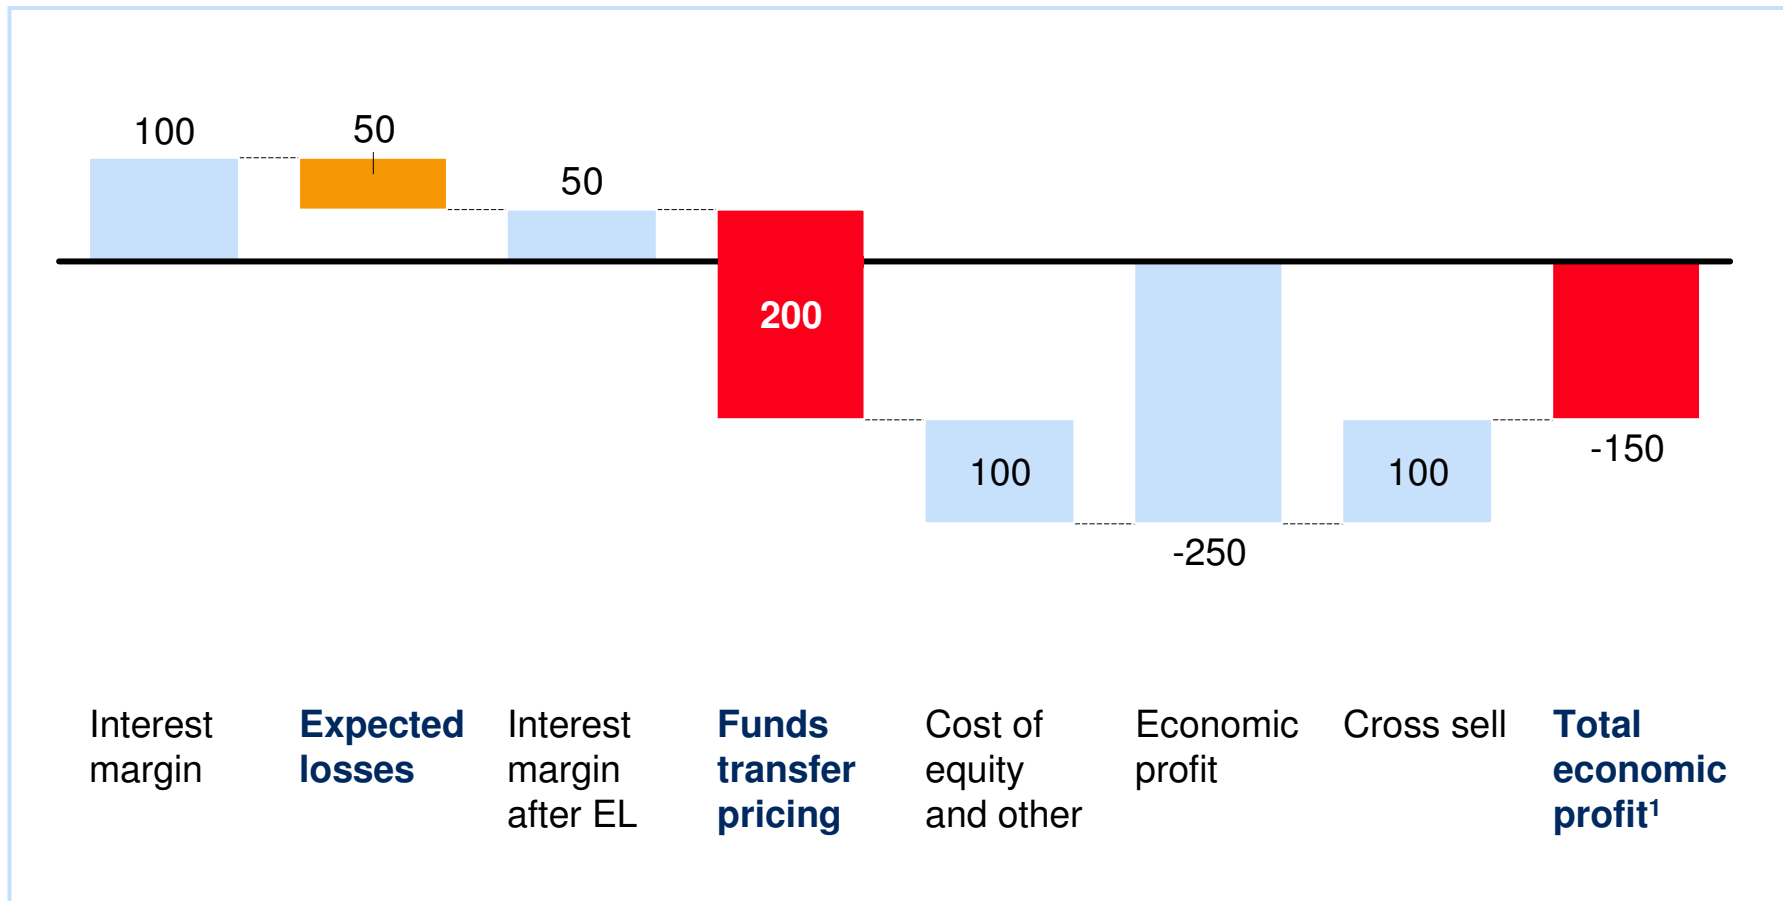 100
50
50
200
100
-250
100
-150
Interest
margin
Expected
losses
Interest
margin
after EL
Funds
transfer
pricing
Cost of
equity
and other
Economic
profit
Cross sell
Total
economic
profit¹